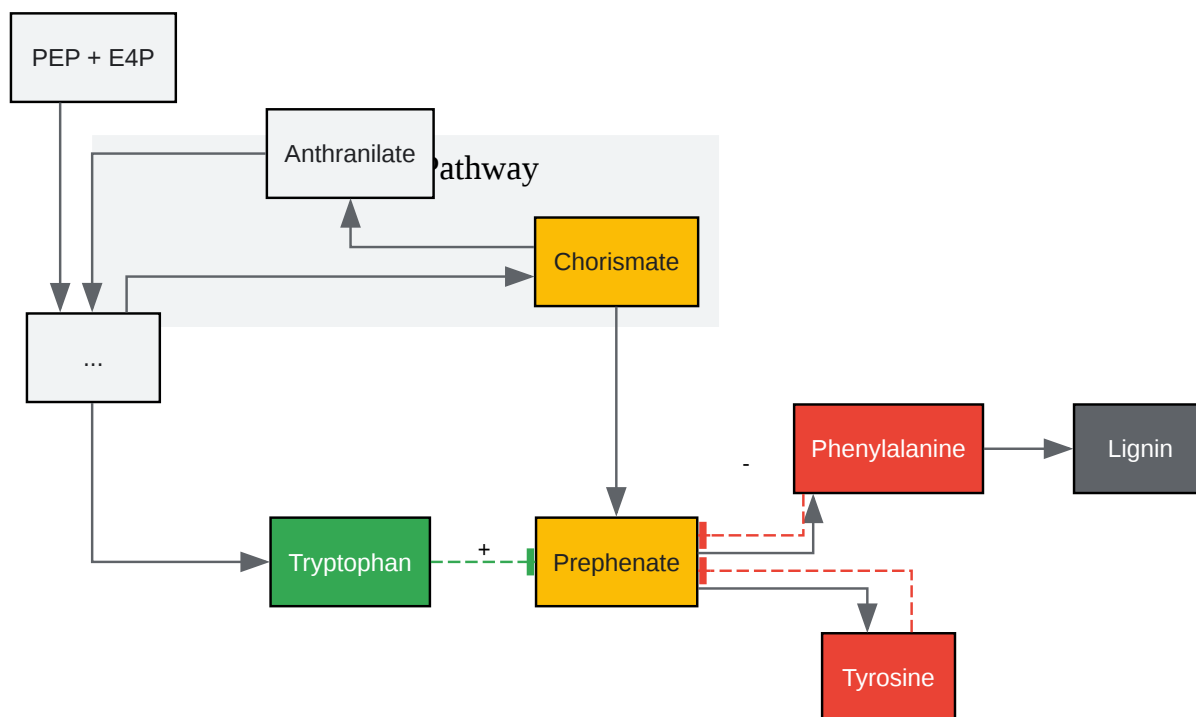 PEP + E4P
Anthranilate
Pathway
Chorismate
...
Phenylalanine
Lignin
-
+
Tryptophan
Prephenate
Tyrosine